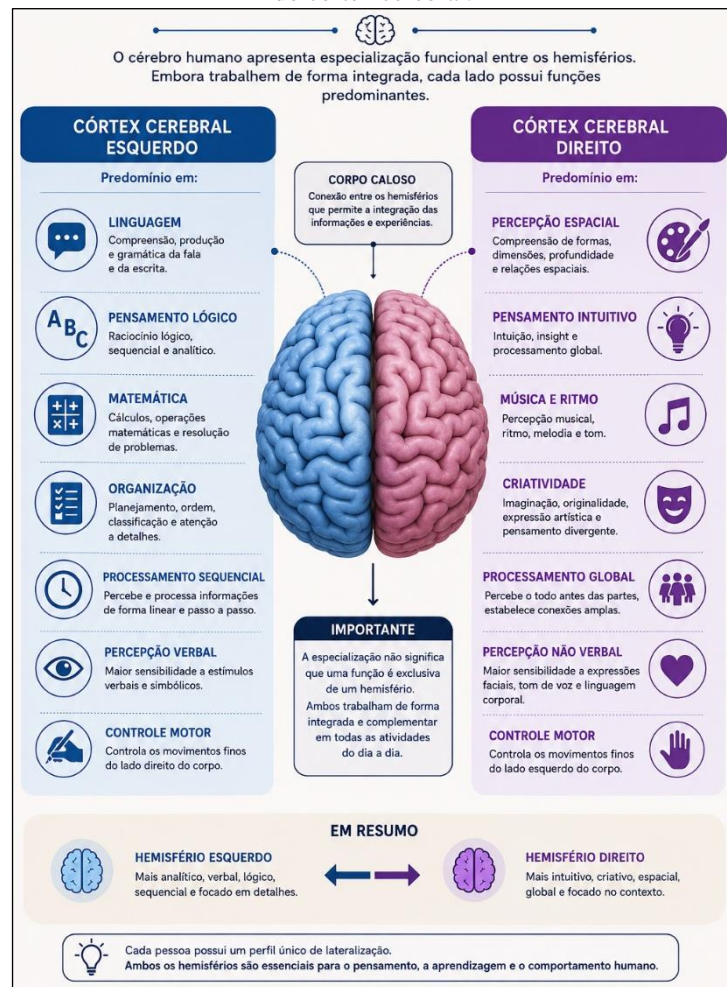 O cérebro humano apresenta especialização funcional entre os hemisférios.
Embora trabalhem de forma integrada, cada lado possui funções
predominantes.
CÓRTEX CEREBRAL
ESQUERDO
Predomínio em:
LINGUAGEM
Compreensão, produção
e gramática da fala
e da escrita.
A B C
PENSAMENTO LÓGICO
Raciocínio lógico,
sequencial e analítico.
MATEMÁTICA
Cálculos, operações
matemáticas e resolução
de problemas.
ORGANIZAÇÃO
Planejamento, ordem,
classificação e atenção
a detalhes.
PROCESSAMENTO SEQUENCIAL
Percebe e processa informações
de forma linear e passo a passo.
PERCEPÇÃO VERBAL
Maior sensibilidade a estímulos
verbais e simbólicos.
CONTROLE MOTOR
Controla os movimentos finos
do lado direito do corpo.
CORPO CALOSO
Conexão entre os hemisférios
que permite a integração das
informações e experiências.
IMPORTANTE
A especialização não significa
que uma função é exclusiva
de um hemisfério.
Ambos trabalham de forma
integrada e complementar
em todas as atividades
do dia a dia.
CÓRTEX CEREBRAL
DIREITO
Predomínio em:
PERCEPÇÃO ESPACIAL
Compreensão de formas,
dimensões, profundidade
e relações espaciais.
PENSAMENTO INTUITIVO
Intuição, insight e
processamento global.
MÚSICA E RITMO
Percepção musical,
ritmo, melodia e tom.
CRIATIVIDADE
Imaginação, originalidade,
expressão artística e
pensamento divergente.
PROCESSAMENTO GLOBAL
Percebe o todo antes das partes,
estabelece conexões amplas.
PERCEPÇÃO NÃO VERBAL
Maior sensibilidade a expressões
faciais, tom de voz e linguagem
corporal.
CONTROLE MOTOR
Controla os movimentos finos
do lado esquerdo do corpo.
EM RESUMO
HEMISFÉRIO ESQUERDO
Mais analítico, verbal, lógico,
sequencial e focado em detalhes.
HEMISFÉRIO DIREITO
Mais intuitivo, criativo, espacial,
global e focado no contexto.
Cada pessoa possui um perfil único de lateralização.
Ambos os hemisférios são essenciais para o pensamento, a aprendizagem e o comportamento humano.